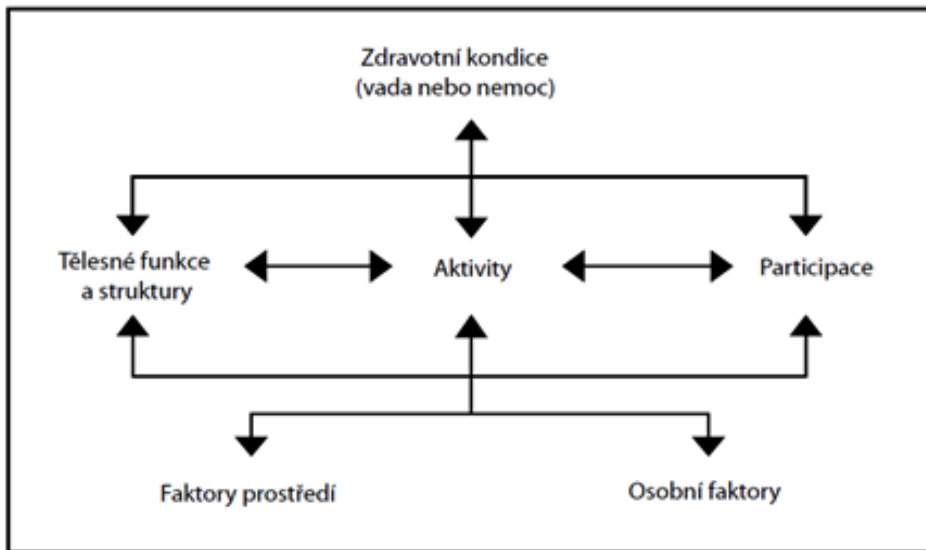 Zdravotní kondice
(vada nebo nemoc)
Tělesné funkce
a struktury
Aktivity
Participace
Faktory prostředí
Osobní faktory